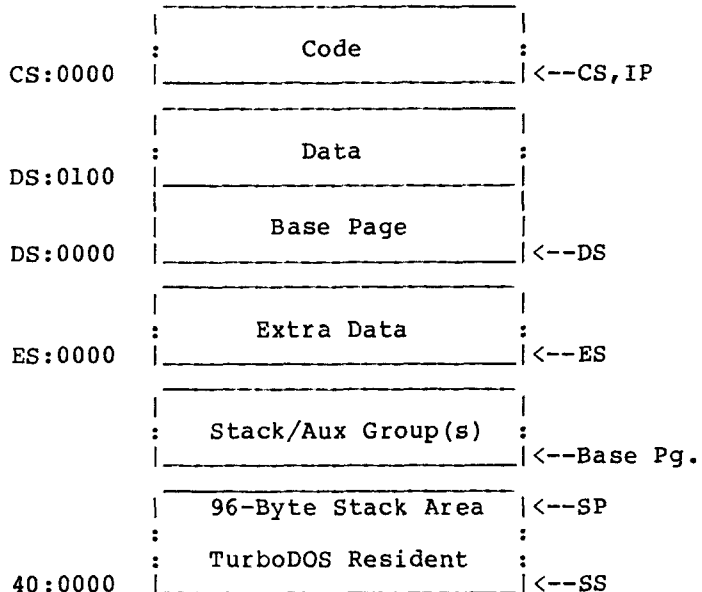 Code
CS:0000 <--CS,IP
Data
DS:0100
Base Page
DS:0000 <--DS
Extra Data
ES:0000 <--ES
Stack/Aux Group(s)
<--Base Pg.
96-Byte Stack Area <--SP
TurboDOS Resident
40:0000 <--SS